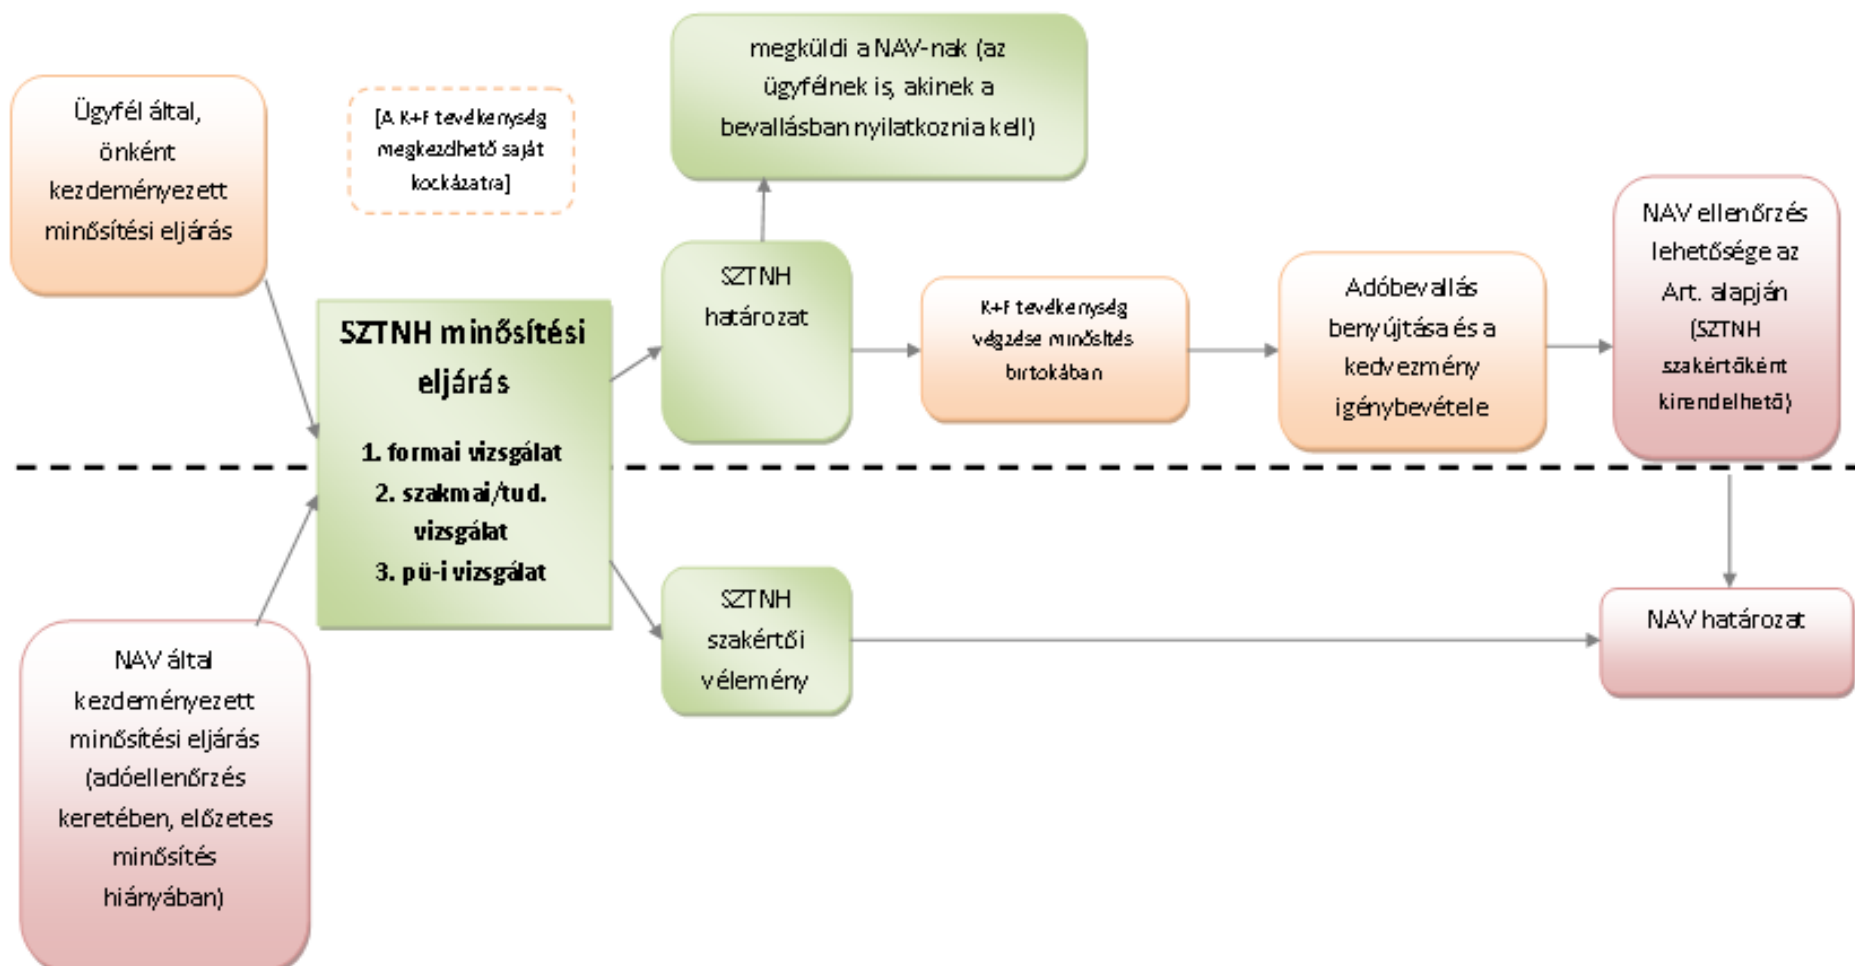 Ügyfél által,
önként
kezdeményezett
minősítési eljárás
[A K+F tevékenység
megkezdhető saját
kockázatra]
megküldi a NAV-nak (az
ügyfélnek is, akinek a
bevallásban nyilatkoznia kell)
SZTNH minősítési
eljárás
1. formai vizsgálat
2. szakmai/tud.
vizsgálat
3. pü-i vizsgálat
SZTNH
határozat
K+F tevékenység
végzése minősítés
birtokában
Adóbevallás
benyújtása és a
kedvezmény
igénybevétele
NAV ellenőrzés
lehetősége az
Art. alapján
(SZTNH
szakértőként
kirendelhető)
NAV által
kezdeményezett
minősítési eljárás
(adóellenőrzés
keretében, előzetes
minősítés
hiányában)
SZTNH
szakértői
vélemény
NAV határozat